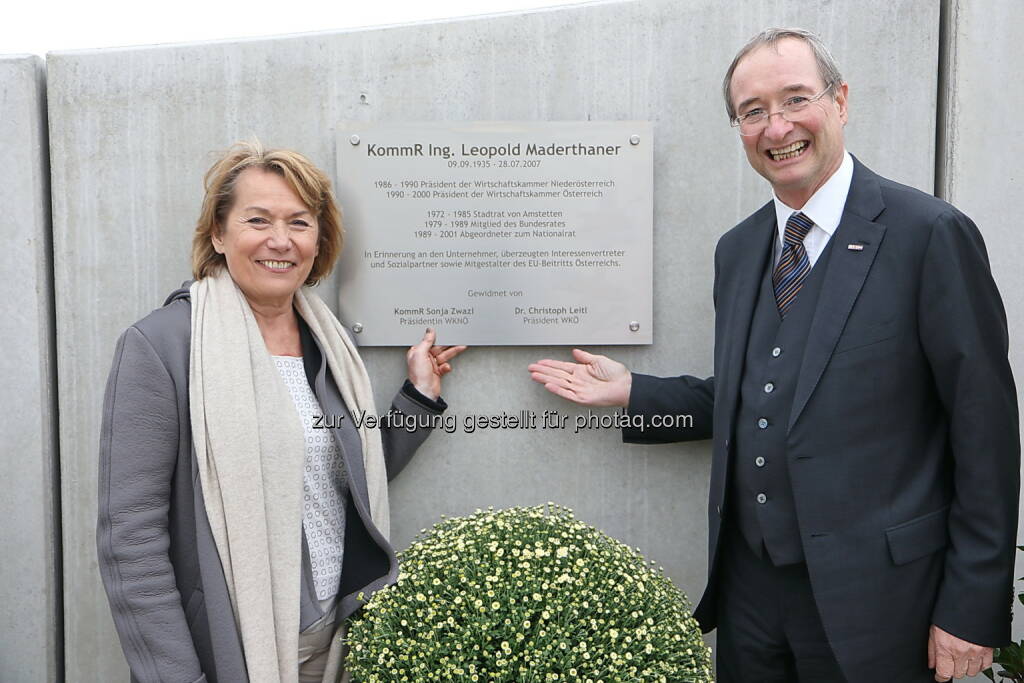 KommR Ing. Leopold Maderthaner
09.09.1935 - 28.07.2007
1986 - 1990 Präsident der Wirtschaftskammer Niederösterreich
1990 - 2000 Präsident der Wirtschaftskammer Österreich
1972 - 1985 Stadtrat von Amstetten
1979 - 1989 Mitglied des Bundesrates
1989 - 2001 Abgeordneter zum Nationalrat
In Erinnerung an den Unternehmer, überzeugten Interessenvertreter
und Sozialpartner sowie Mitgestalter des EU-Beitritts Österreichs.
Gewidmet von
KommR Sonja Zwazl Dr. Christoph Leitl
Präsidentin WKNÖ Präsident WKÖ
zur Verfügung gestellt für photaq.com